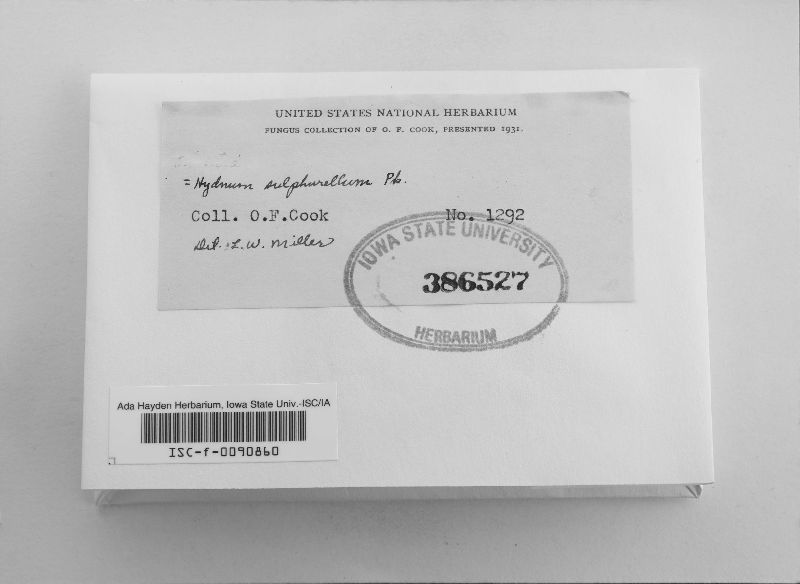 UNITED STATES NATIONAL HERBARIUM
FUNGUS COLLECTION OF O. F. COOK, PRESENTED 1931.
= Hydnum sulphurellum Pk.
Coll. O.F.Cook No. 1292
Det. L. W. Miller
IOWA STATE UNIVERSITY
386527
HERBARIUM
Ada Hayden Herbarium, Iowa State Univ.-ISC/IA
ISC-f-0090860